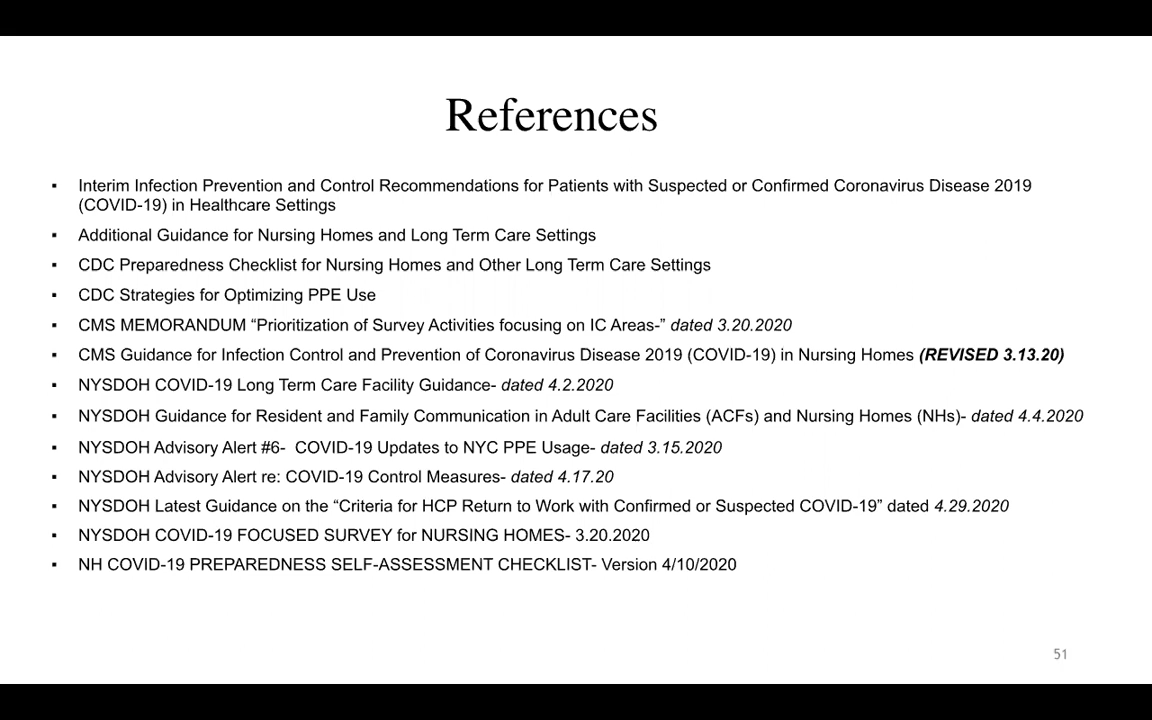 References
▪ Interim Infection Prevention and Control Recommendations for Patients with Suspected or Confirmed Coronavirus Disease 2019
(COVID-19) in Healthcare Settings
▪ Additional Guidance for Nursing Homes and Long Term Care Settings
▪ CDC Preparedness Checklist for Nursing Homes and Other Long Term Care Settings
▪ CDC Strategies for Optimizing PPE Use
▪ CMS MEMORANDUM “Prioritization of Survey Activities focusing on IC Areas-” dated 3.20.2020
▪ CMS Guidance for Infection Control and Prevention of Coronavirus Disease 2019 (COVID-19) in Nursing Homes (REVISED 3.13.20)
▪ NYSDOH COVID-19 Long Term Care Facility Guidance- dated 4.2.2020
▪ NYSDOH Guidance for Resident and Family Communication in Adult Care Facilities (ACFs) and Nursing Homes (NHs)- dated 4.4.2020
▪ NYSDOH Advisory Alert #6-  COVID-19 Updates to NYC PPE Usage- dated 3.15.2020
▪ NYSDOH Advisory Alert re: COVID-19 Control Measures- dated 4.17.20
▪ NYSDOH Latest Guidance on the “Criteria for HCP Return to Work with Confirmed or Suspected COVID-19” dated 4.29.2020
▪ NYSDOH COVID-19 FOCUSED SURVEY for NURSING HOMES- 3.20.2020
▪ NH COVID-19 PREPAREDNESS SELF-ASSESSMENT CHECKLIST- Version 4/10/2020
51